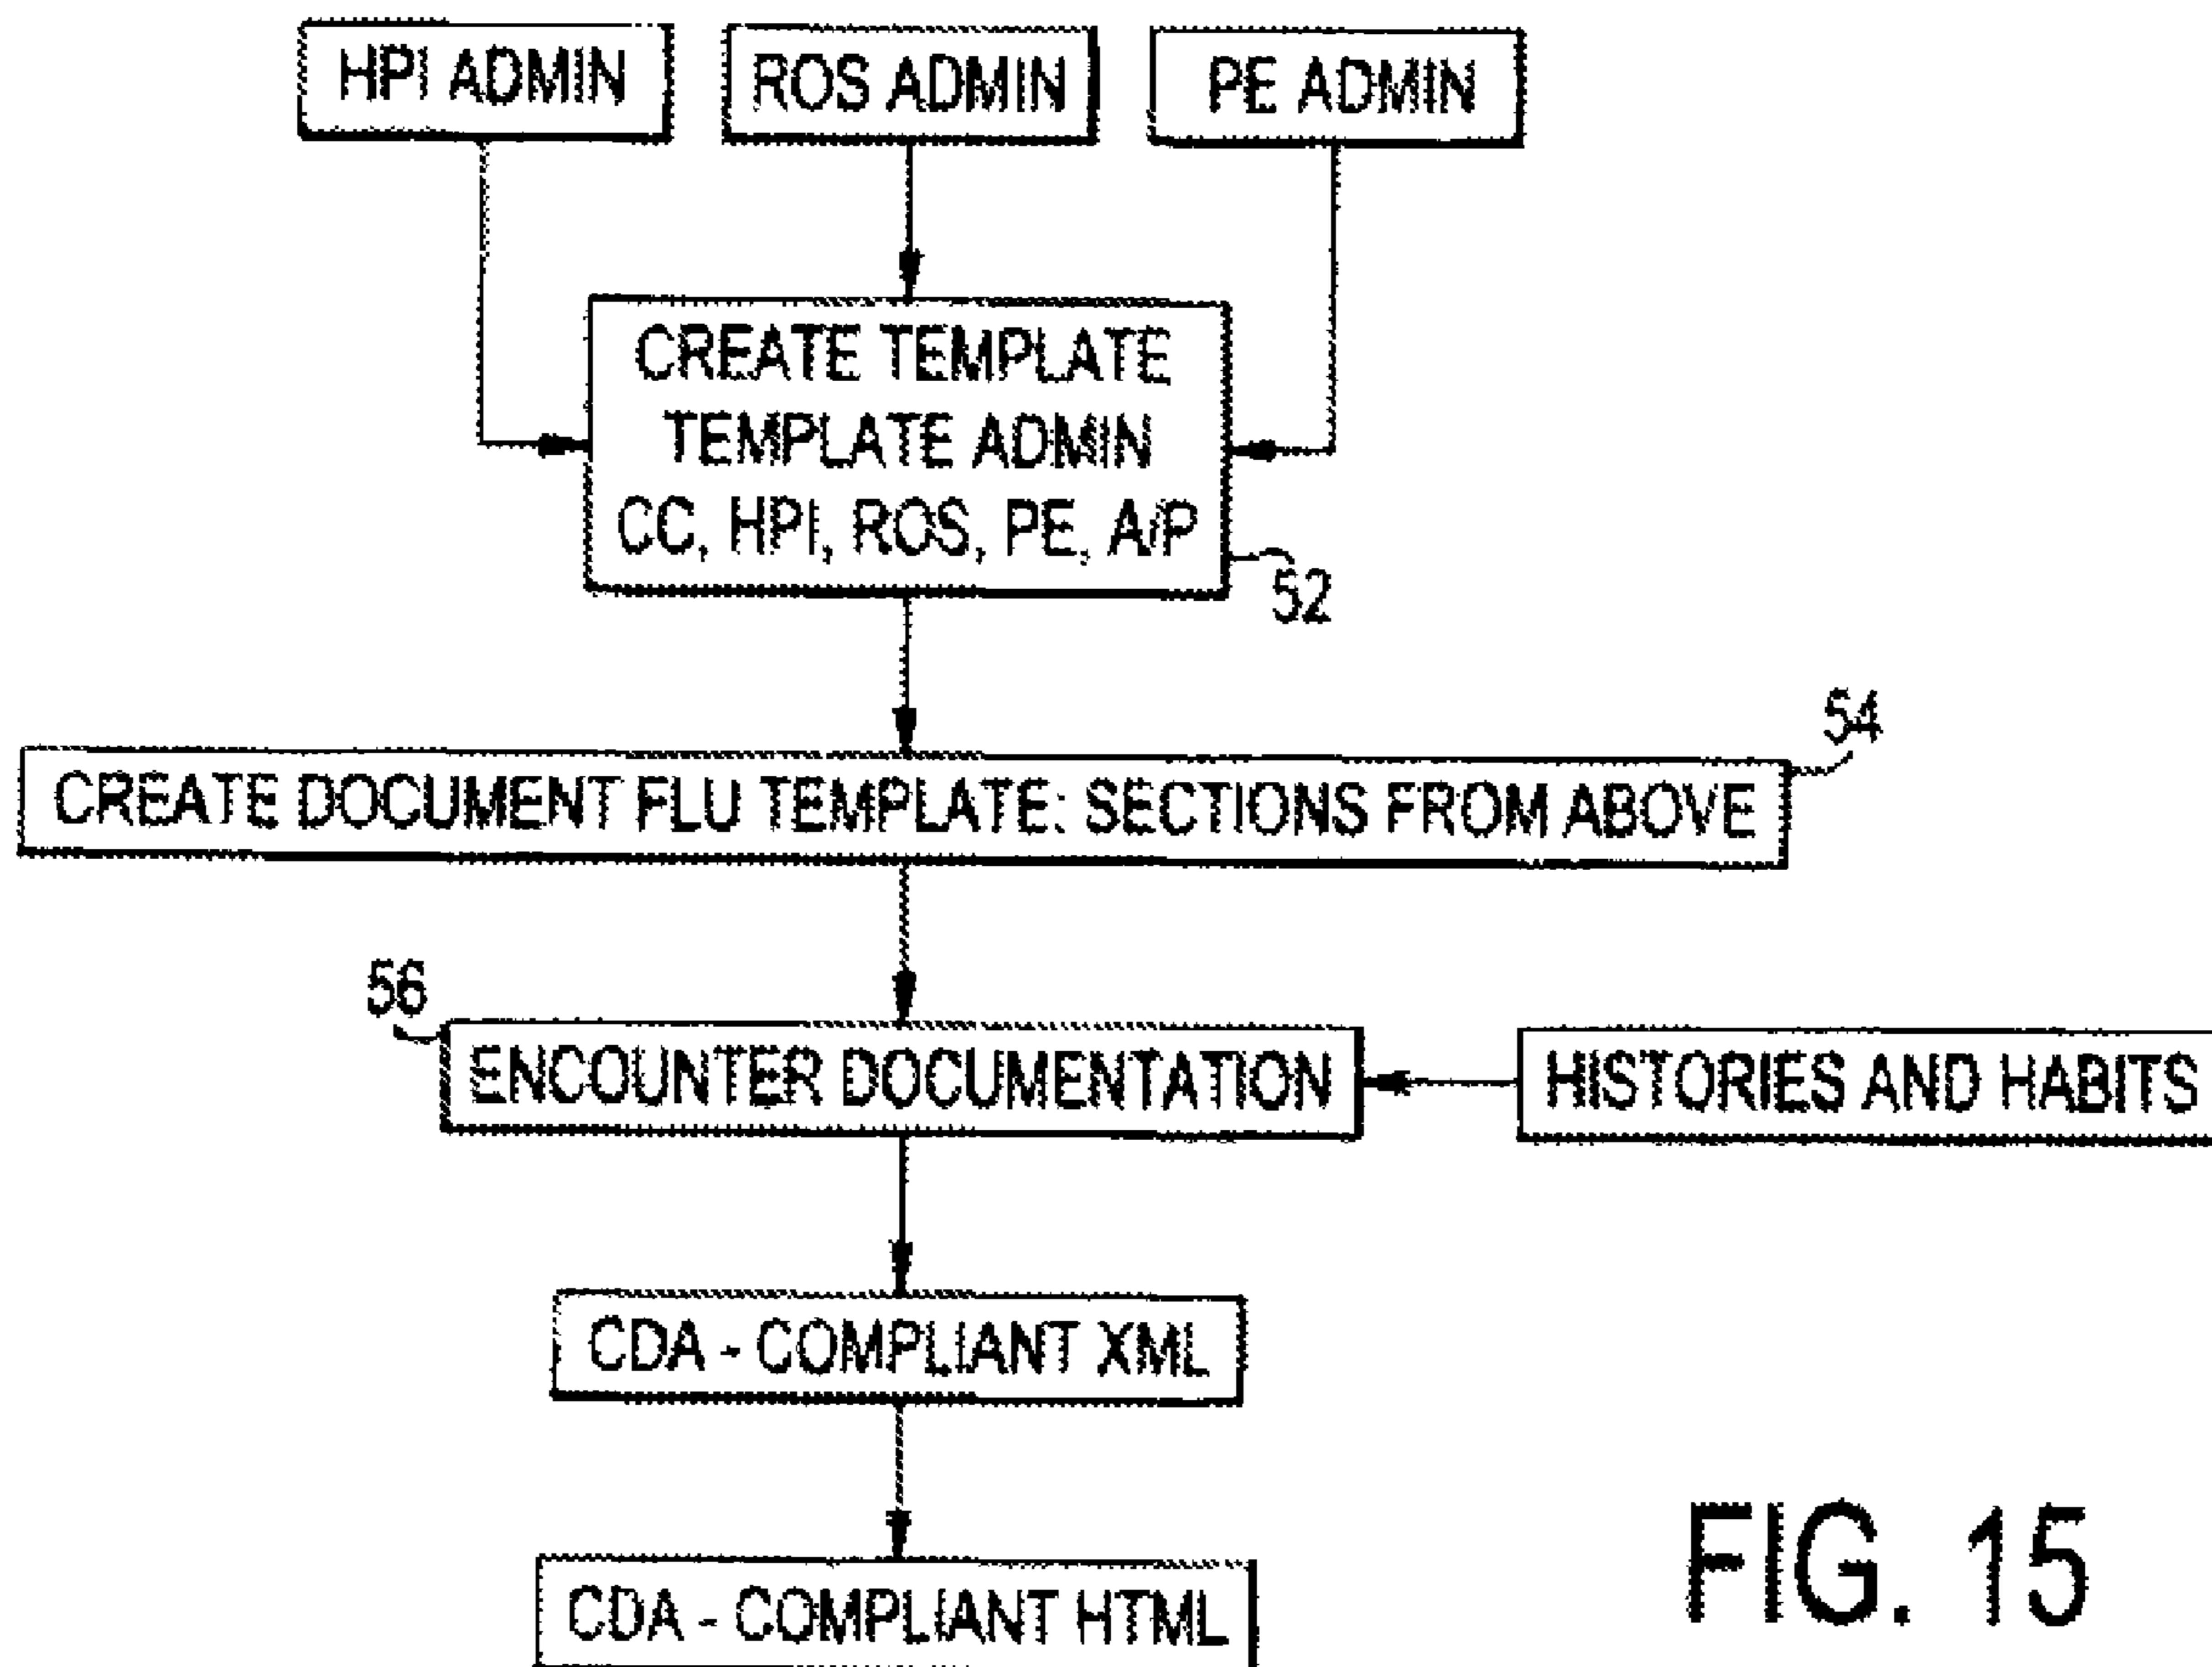 HPI ADMIN
ROS ADMIN
PE ADMIN
CREATE TEMPLATE
TEMPLATE ADMIN
CC, HPI, ROS, PE, A/P
52
54
CREATE DOCUMENT FLU TEMPLATE: SECTIONS FROM ABOVE
56
ENCOUNTER DOCUMENTATION
HISTORIES AND HABITS
CDA - COMPLIANT XML
CDA - COMPLIANT HTML
FIG. 15